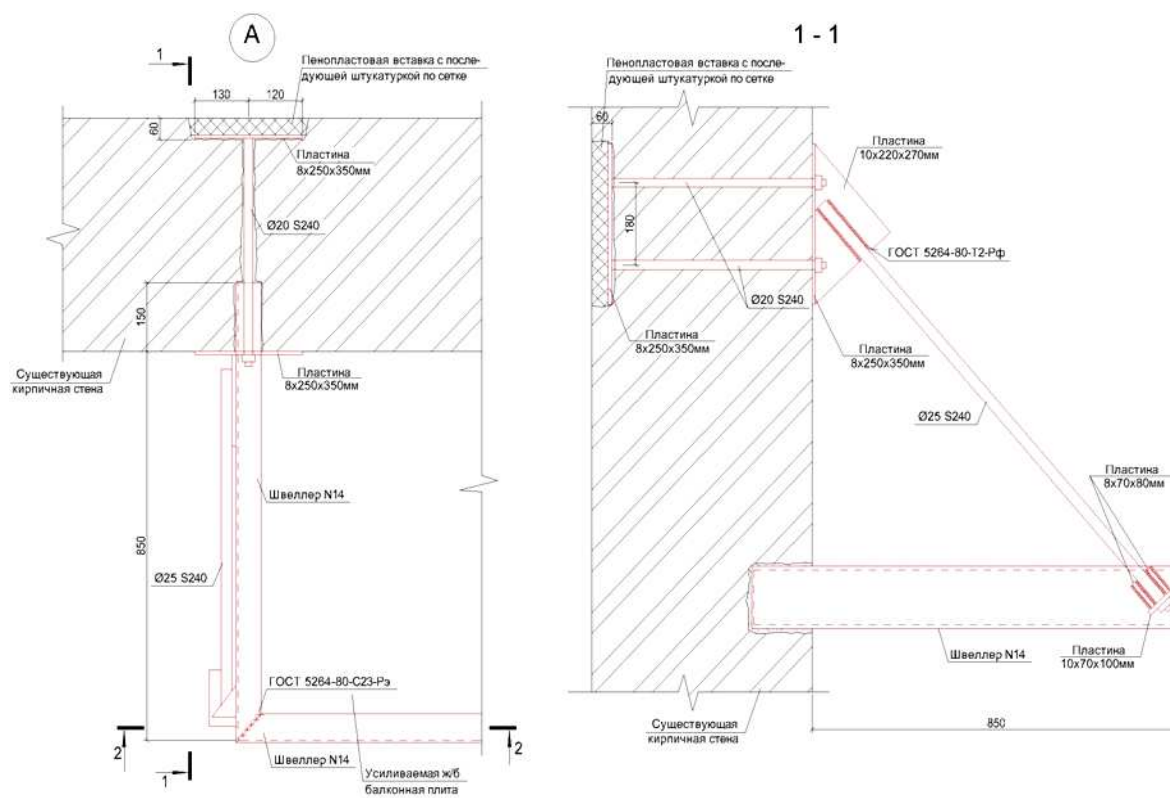 А
1
Пенопластовая вставка с после-
дующей штукатуркой по сетке
130
120
60
Пластина
8х250х350мм
Ø20 S240
150
Существующая
кирпичная стена
Пластина
8х250х350мм
Швеллер N14
850
Ø25 S240
ГОСТ 5264-80-С23-Рэ
2
2
Швеллер N14
1
Усиливаемая ж/б
балконная плита
1 - 1
Пенопластовая вставка с после-
дующей штукатуркой по сетке
60
Пластина
10х220х270мм
180
ГОСТ 5264-80-Т2-Рф
Ø20 S240
Пластина
8х250х350мм
Пластина
8х250х350мм
Ø25 S240
Пластина
8х70х80мм
Швеллер N14
Пластина
10х70х100мм
Существующая
кирпичная стена
850